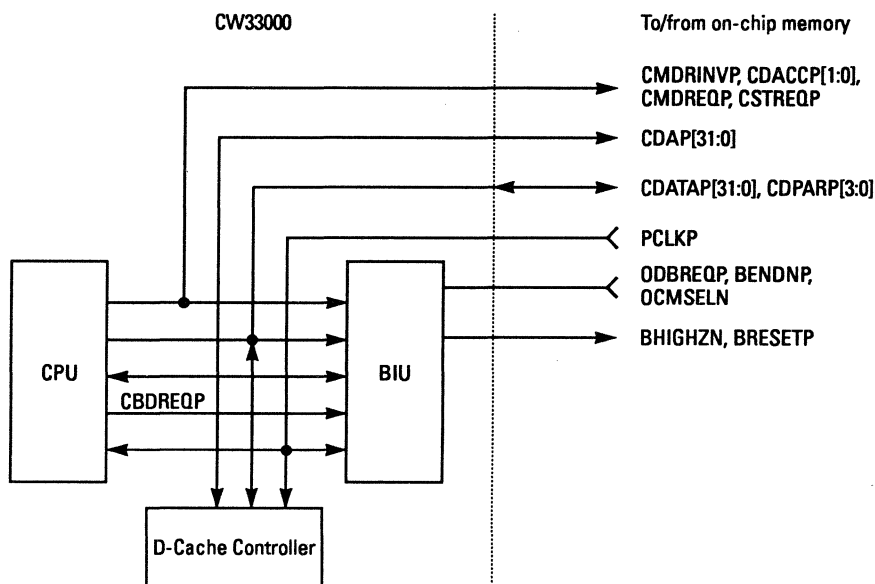 CW33000
To/from on-chip memory
CMDRINVP, CDACCP[1:0],
CMDREQP, CSTREQP
CDAP[31:0]
CDATAP[31:0], CDPARP[3:0]
PCLKP
ODBREQP, BENDNP,
OCMSELN
BHIGHZN, BRESETP
CPU
BIU
CBDREQP
D-Cache Controller